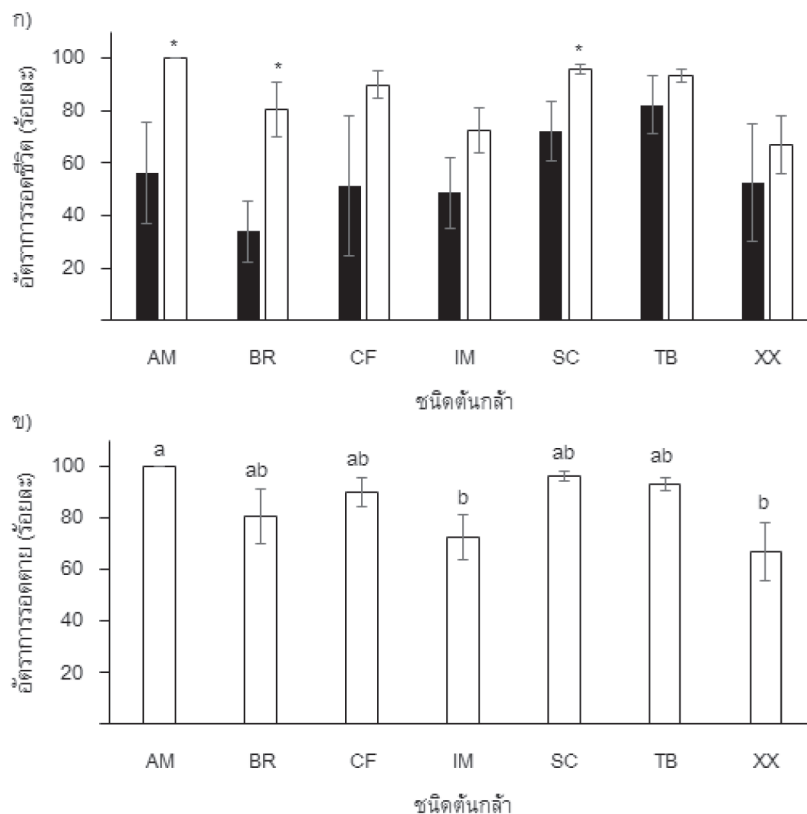 ก)
อัตราการรอดชีวิต (ร้อยละ)
100
80
60
40
20
* * *
AM BR CF IM SC TB XX
ชนิดต้นกล้า
ข)
อัตราการรอดตาย (ร้อยละ)
100
80
60
40
20
a ab ab b ab ab b
AM BR CF IM SC TB XX
ชนิดต้นกล้า